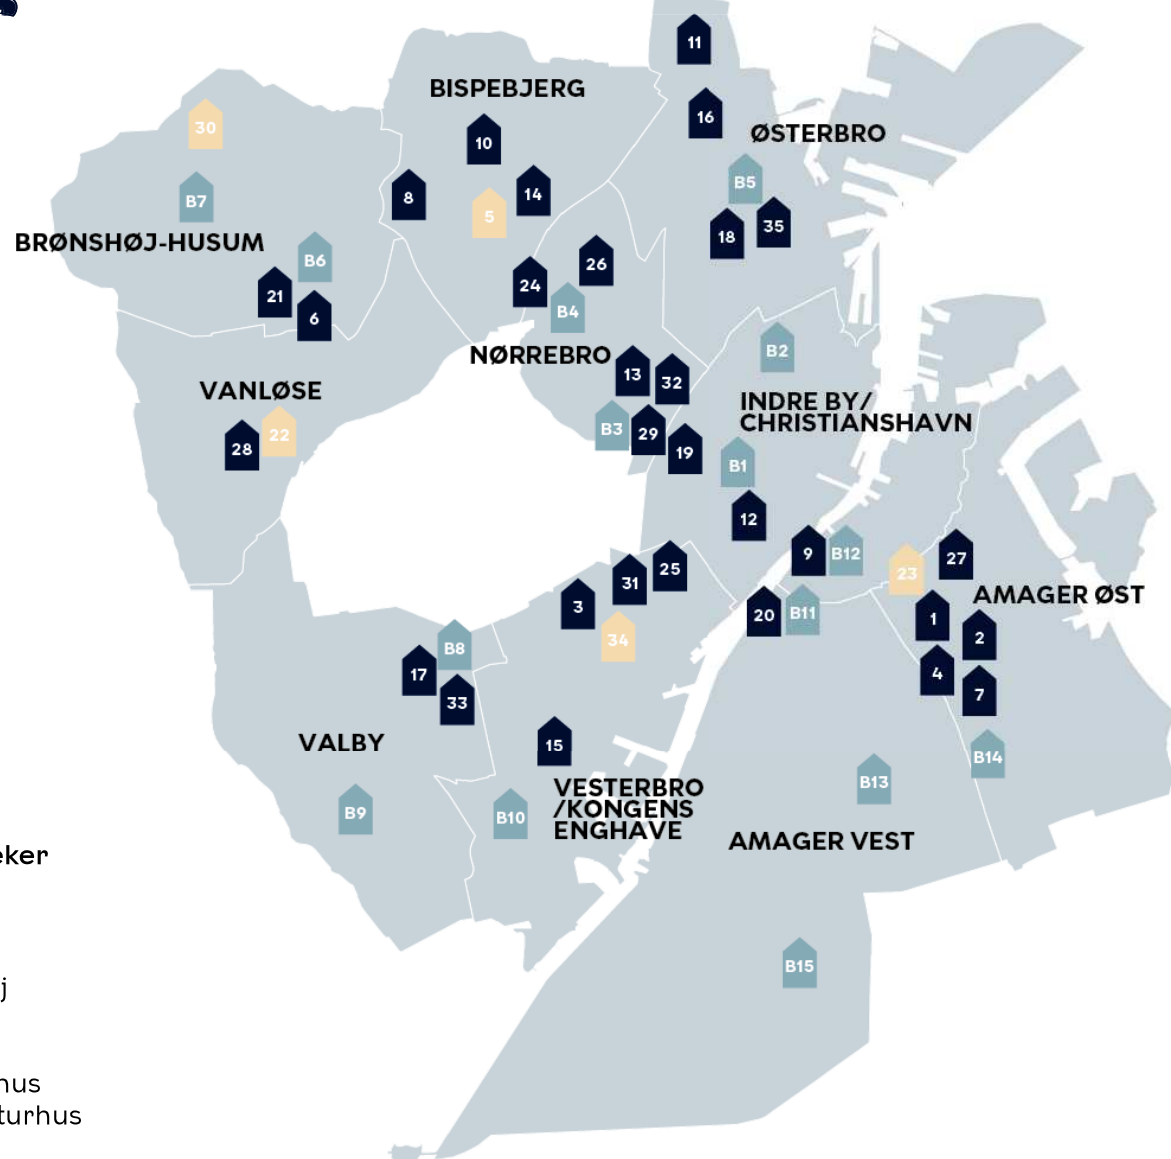 11
BISPEBJERG
16
30
ØSTERBRO
10
B5
14
8
B7
5
35
18
BRØNSHØJ-HUSUM
B6
26
24
21
B4
6
B2
NØRREBRO
13
32
VANLØSE
INDRE BY/
CHRISTIANSHAVN
B3
29
22
28
19
B1
12
9
B12
27
25
23
31
AMAGER ØST
3
20
B11
1
34
2
B8
17
4
7
33
VALBY
15
B14
B13
VESTERBRO
/KONGENS
ENGHAVE
B9
B10
AMAGER VEST
eker
B15
j
hus
turhus